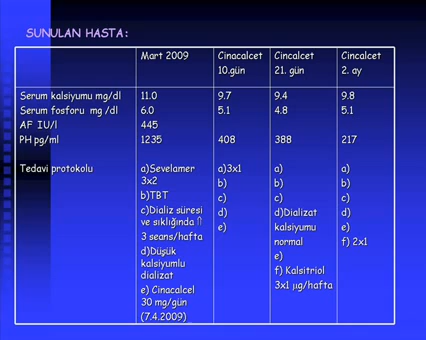 SUNULAN HASTA:
Mart 2009
Cinacalcet
10.gün
Cinacalcet
21. gün
Cinacalcet
2. ay
Serum kalsiyumu mg/dl
Serum fosforu mg /dl
AF IU/l
PH pg/ml
11.0
6.0
445
1235
9.7
5.1
408
9.4
4.8
388
9.8
5.1
217
Tedavi protokolu
a)Sevelamer
3x2
b)TBT
c)Dializ süresi
ve sıklığında ⇑
3 seans/hafta
d)Düşük
kalsiyumlu
dializat
e) Cinacalcel
30 mg/gün
(7.4.2009)
a)3x1
b)
c)
d)
e)
a)
b)
c)
d)Dializat
kalsiyumu
normal
e)
f) Kalsitriol
3x1 µg/hafta
a)
b)
c)
d)
e)
f) 2x1